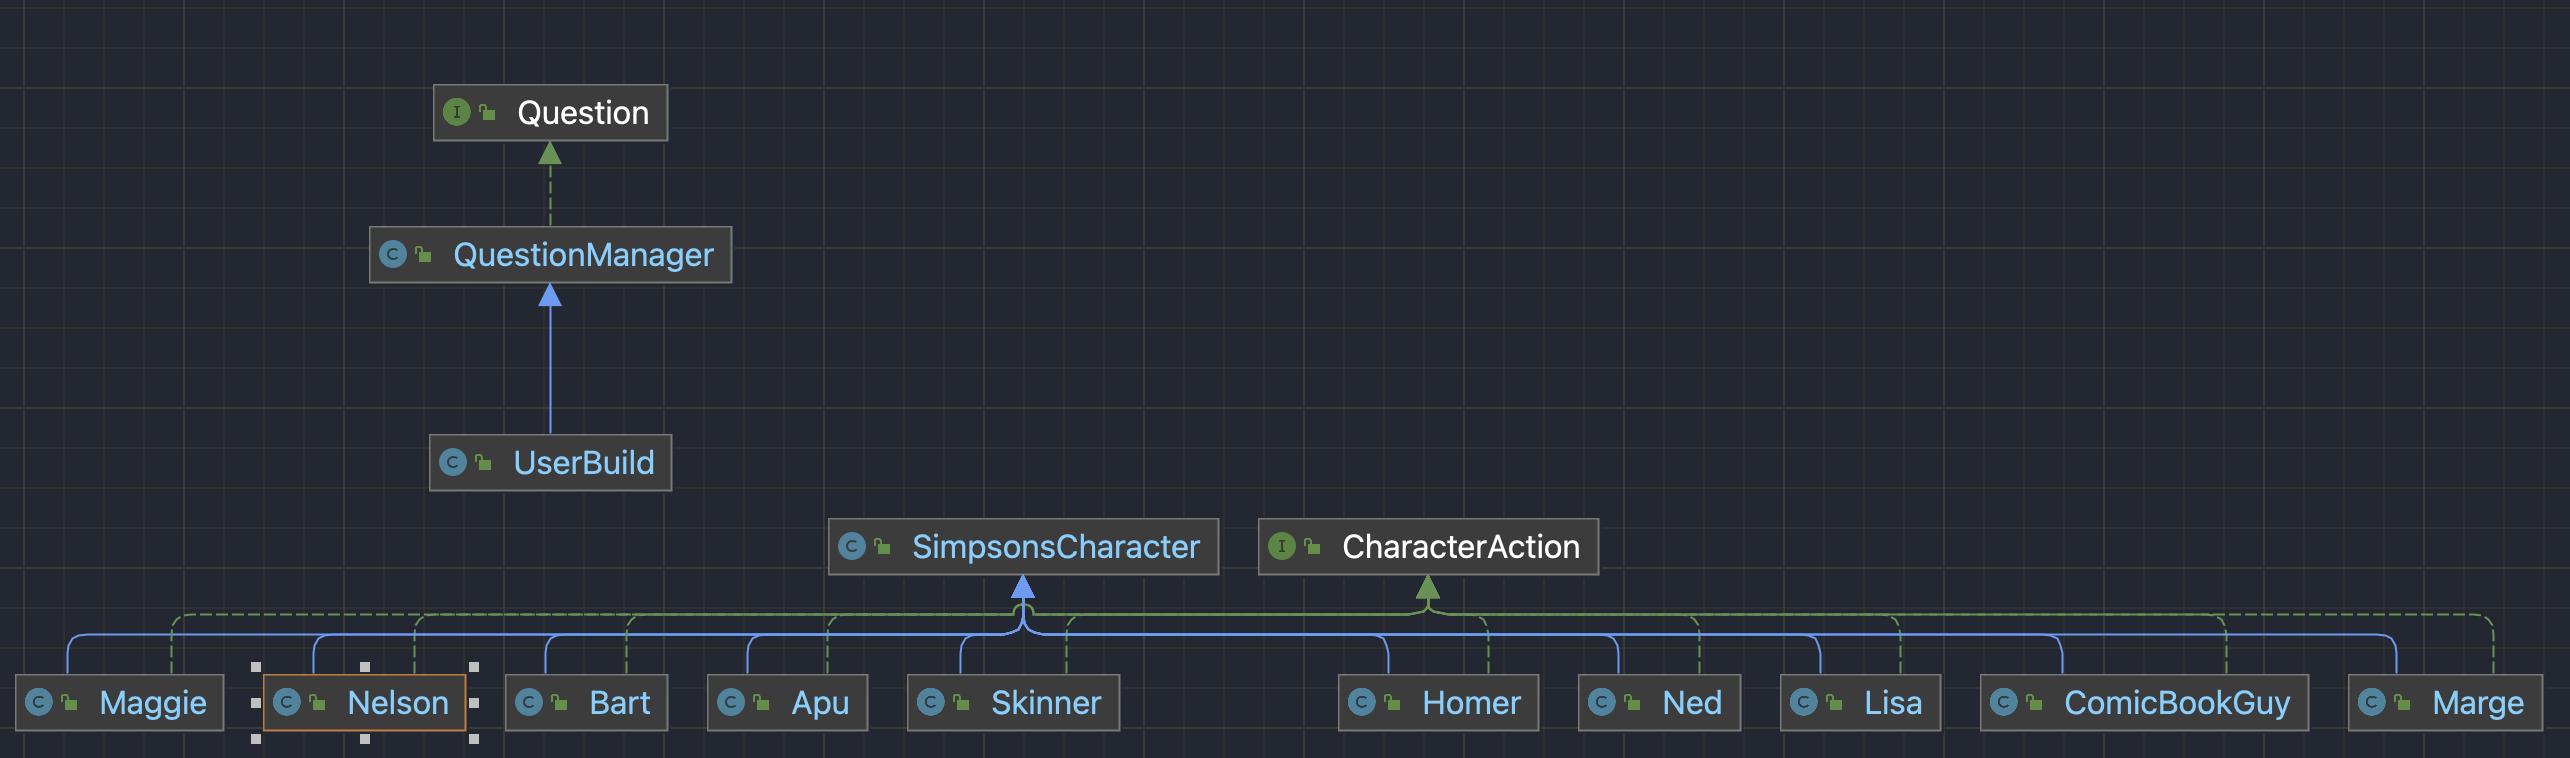 I Question
C QuestionManager
C UserBuild
C SimpsonsCharacter I CharacterAction
C Maggie C Nelson C Bart C Apu C Skinner C Homer C Ned C Lisa C ComicBookGuy C Marge